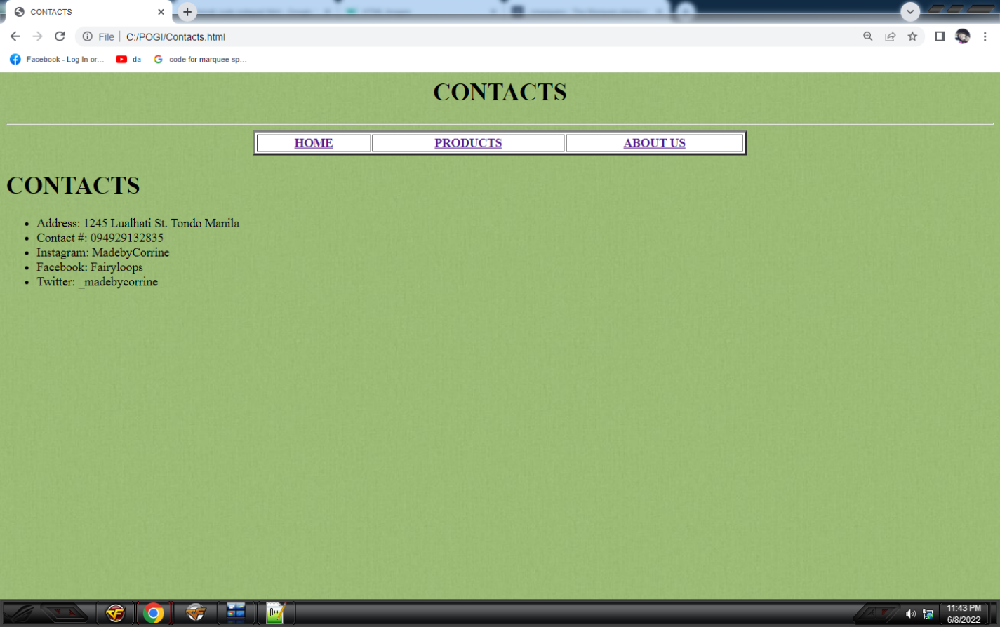 CONTACTS
File C:/POGI/Contacts.html
Facebook - Log In or... da code for marquee sp...
CONTACTS
HOME PRODUCTS ABOUT US
CONTACTS
Address: 1245 Lualhati St. Tondo Manila
Contact #: 094929132835
Instagram: MadebyCorrine
Facebook: Fairyloops
Twitter: _madebycorrine
11:43 PM
6/8/2022